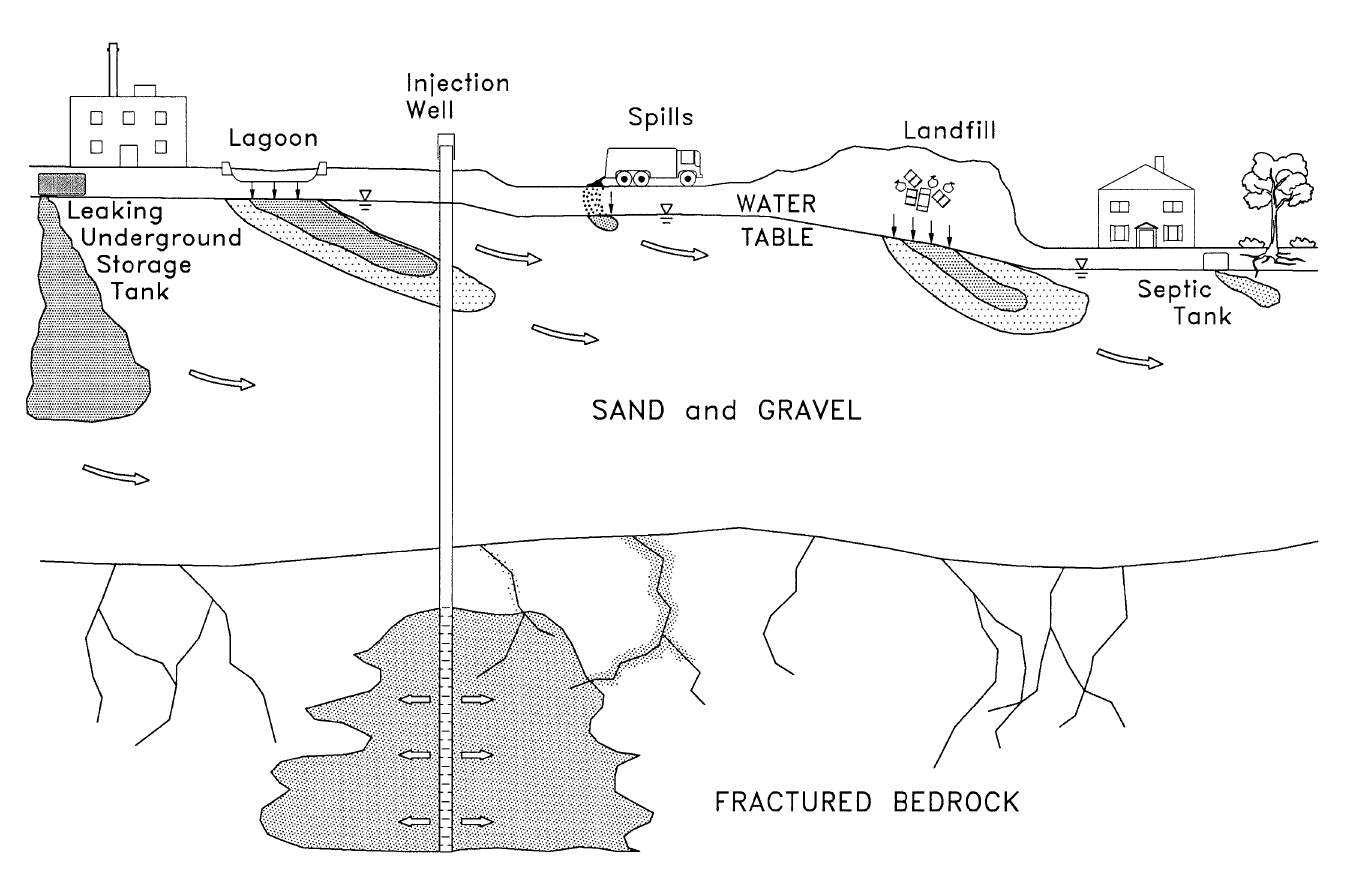 Injection
Well
Lagoon
Spills
Landfill
WATER
TABLE
Leaking
Underground
Storage
Tank
Septic
Tank
SAND and GRAVEL
FRACTURED BEDROCK